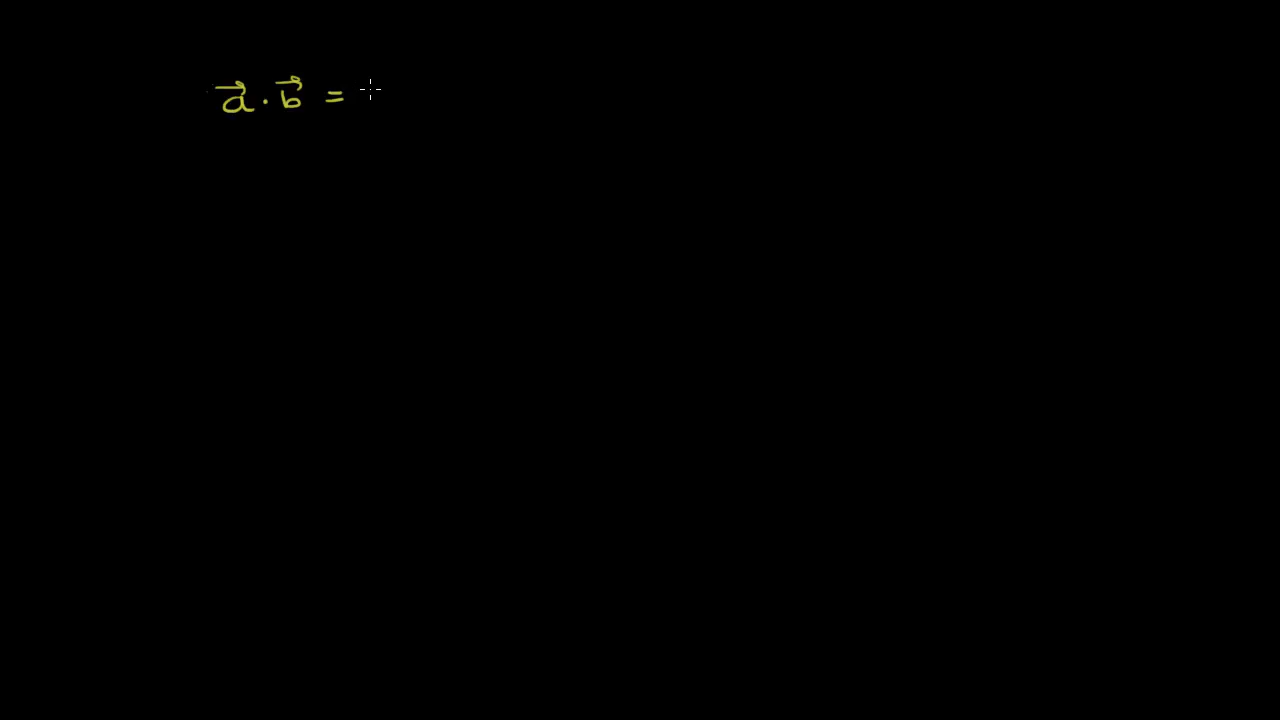 a⃗ · b⃗ =